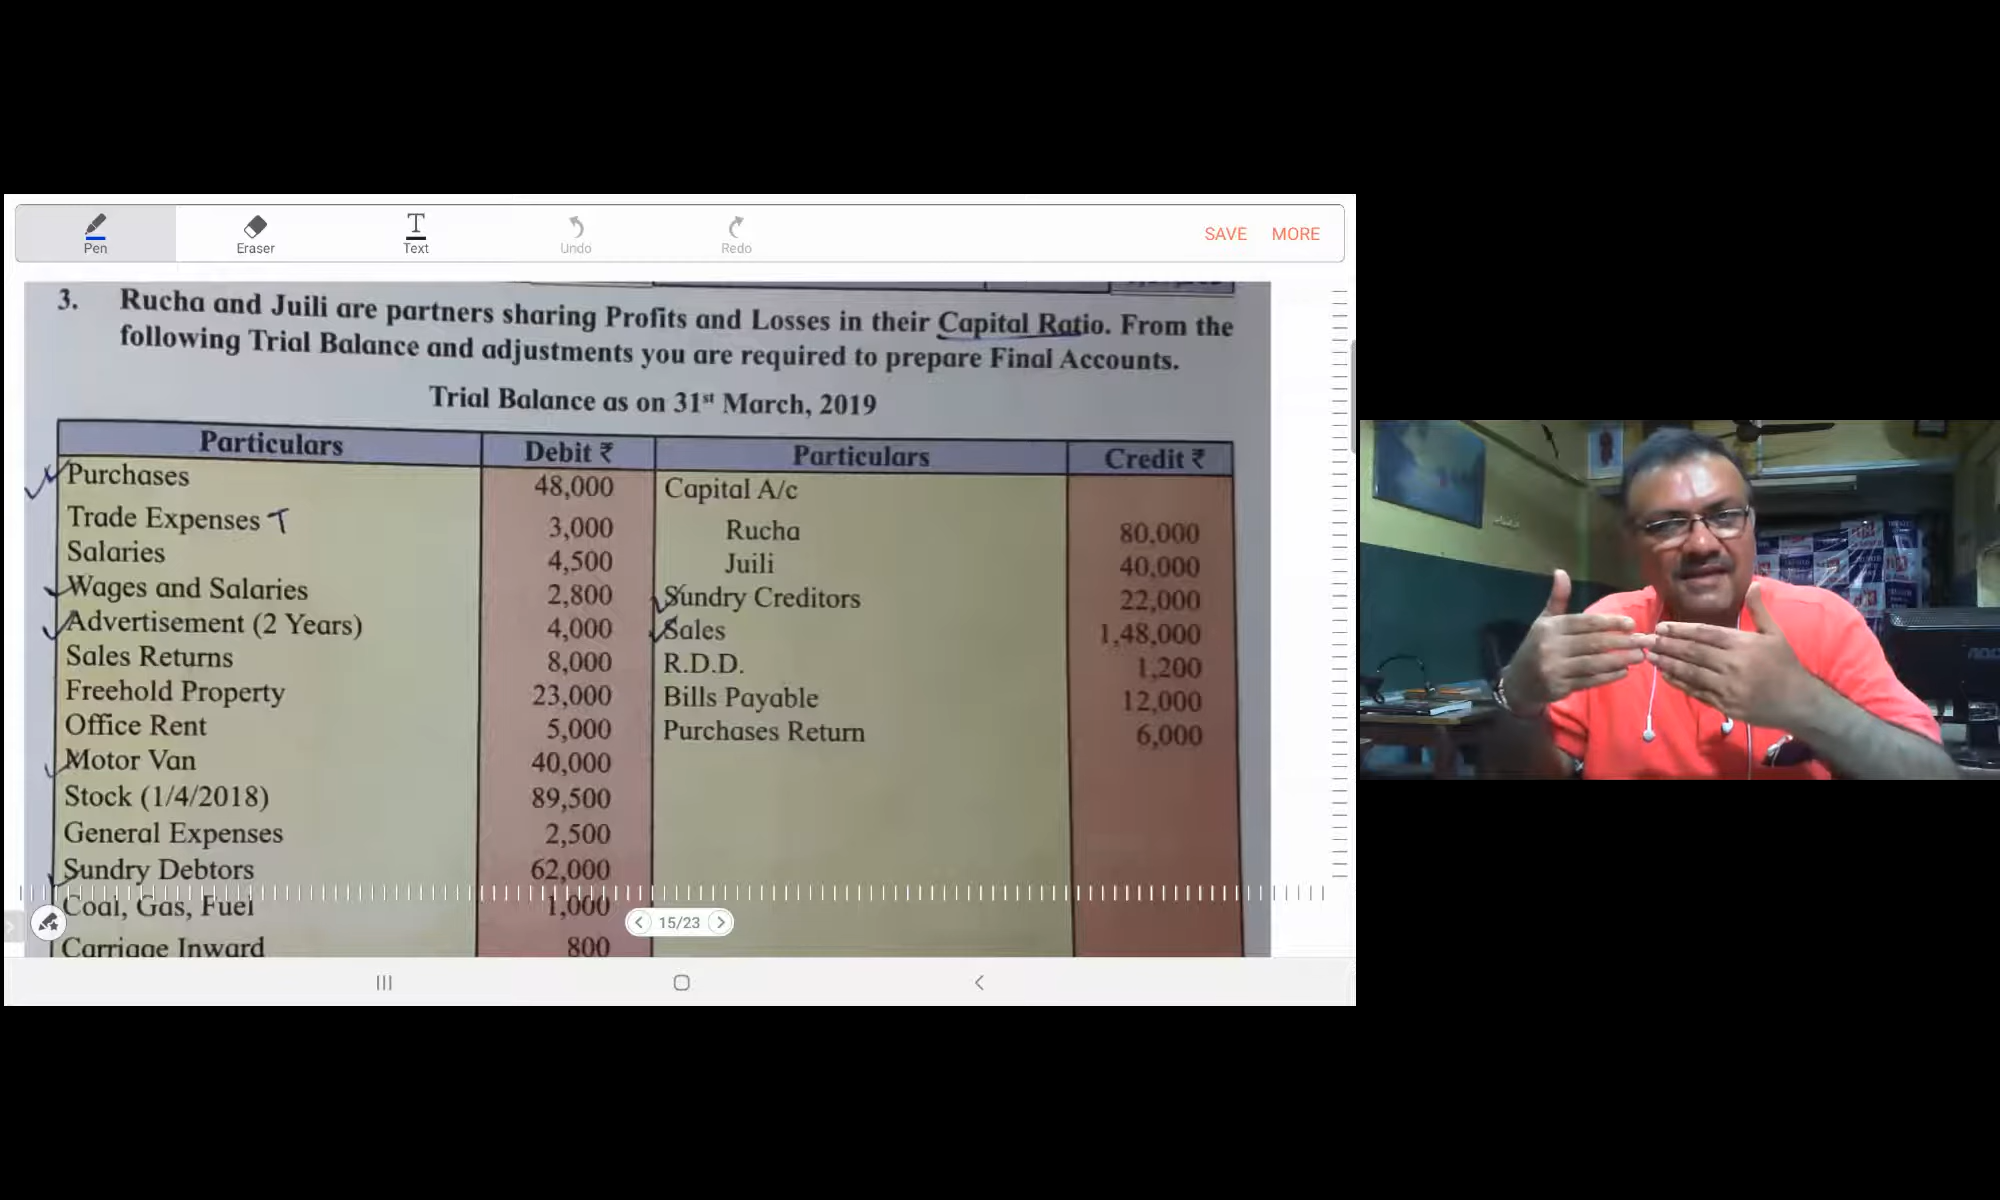 Pen
Eraser
T
Text
Undo
Redo
SAVE MORE
3. Rucha and Juili are partners sharing Profits and Losses in their Capital Ratio. From the
following Trial Balance and adjustments you are required to prepare Final Accounts.
Trial Balance as on 31st March, 2019
Particulars Debit ₹ Particulars Credit ₹
Purchases 48,000 Capital A/c
Trade Expenses T 3,000 Rucha 80,000
Salaries 4,500 Juili 40,000
Wages and Salaries 2,800 Sundry Creditors 22,000
Advertisement (2 Years) 4,000 Sales 1,48,000
Sales Returns 8,000 R.D.D. 1,200
Freehold Property 23,000 Bills Payable 12,000
Office Rent 5,000 Purchases Return 6,000
Motor Van 40,000
Stock (1/4/2018) 89,500
General Expenses 2,500
Sundry Debtors 62,000
Coal, Gas, Fuel 1,000
Carriage Inward 800
15/23